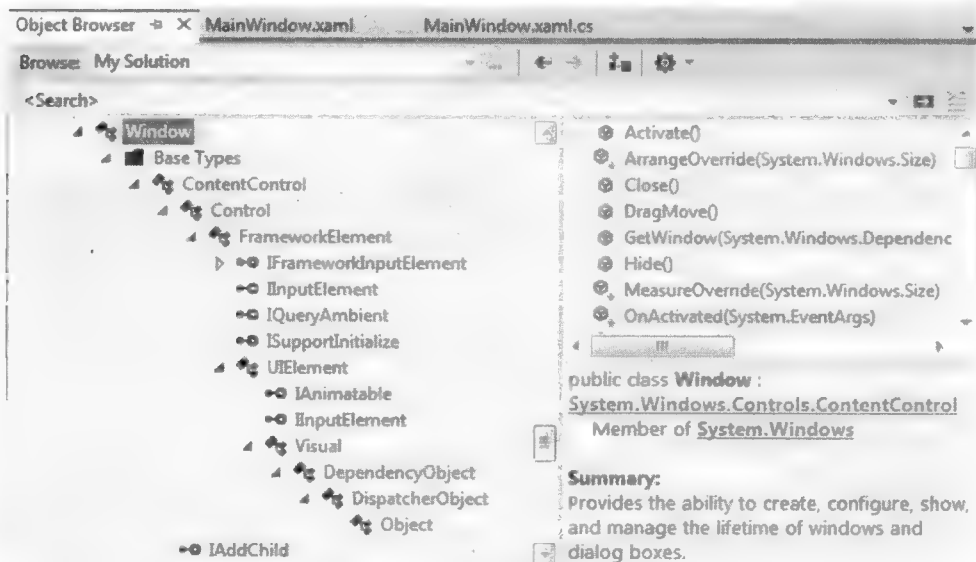 Object Browser MainWindow.xaml MainWindow.xaml.cs
Browse: My Solution
<Search>
Window
Base Types
ContentControl
Control
FrameworkElement
IFrameworkInputElement
IInputElement
IQueryAmbient
ISupportInitialize
UIElement
IAnimatable
IInputElement
Visual
DependencyObject
DispatcherObject
Object
IAddChild
Activate()
ArrangeOverride(System.Windows.Size)
Close()
DragMove()
GetWindow(System.Windows.Dependenc
Hide()
MeasureOverride(System.Windows.Size)
OnActivated(System.EventArgs)
public class Window :
System.Windows.Controls.ContentControl
Member of System.Windows
Summary:
Provides the ability to create, configure, show,
and manage the lifetime of windows and
dialog boxes.